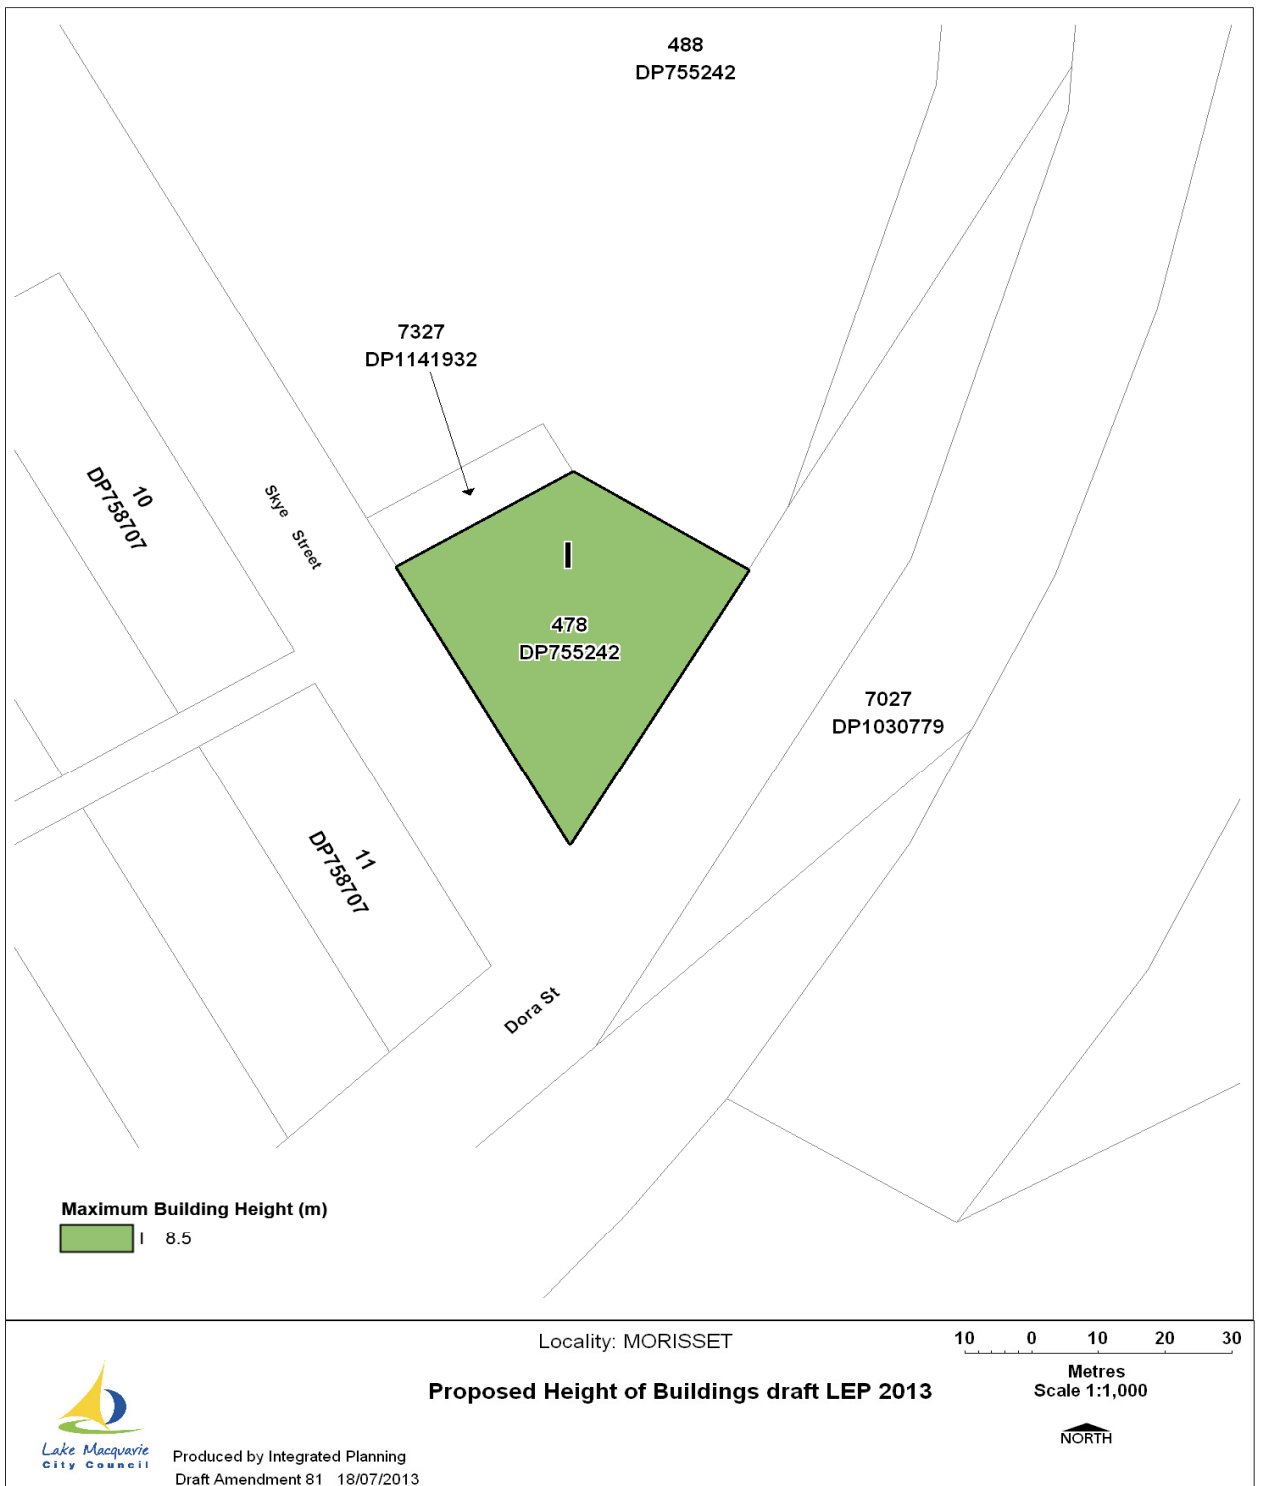 488
DP755242
7327
DP1141932
10
DP758707
Skye Street
I
478
DP755242
7027
DP1030779
11
DP758707
Dora St
Maximum Building Height (m)
I 8.5
Locality: MORISSET
Proposed Height of Buildings draft LEP 2013
10 0 10 20 30
Metres
Scale 1:1,000
NORTH
Lake Macquarie
City Council
Produced by Integrated Planning
Draft Amendment 81 18/07/2013